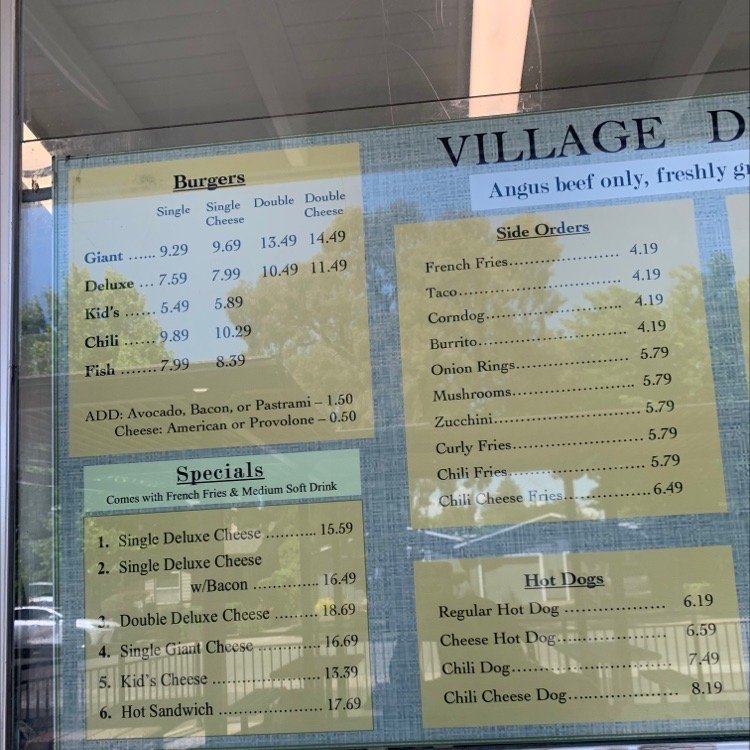 VILLAGE D
Angus beef only, freshly
Burgers
Single Single Cheese Double Double Cheese
Giant ...... 9.29 9.69 13.49 14.49
Deluxe ... 7.59 7.99 10.49 11.49
Kid's ...... 5.49 5.89
Chili ...... 9.89 10.29
Fish ....... 7.99 8.39
ADD: Avocado, Bacon, or Pastrami – 1.50
Cheese: American or Provolone – 0.50
Specials
Comes with French Fries & Medium Soft Drink
1. Single Deluxe Cheese .......... 15.59
2. Single Deluxe Cheese
w/Bacon ............ 16.49
3. Double Deluxe Cheese ........ 18.69
4. Single Giant Cheese ........... 16.69
5. Kid's Cheese ..................... 13.39
6. Hot Sandwich .................... 17.69
Side Orders
French Fries..................... 4.19
Taco............................... 4.19
Corndog.......................... 4.19
Burrito............................ 4.19
Onion Rings..................... 5.79
Mushrooms...................... 5.79
Zucchini.......................... 5.79
Curly Fries....................... 5.79
Chili Fries........................ 5.79
Chili Cheese Fries................ 6.49
Hot Dogs
Regular Hot Dog ................... 6.19
Cheese Hot Dog..................... 6.59
Chili Dog............................ 7.49
Chili Cheese Dog.................... 8.19